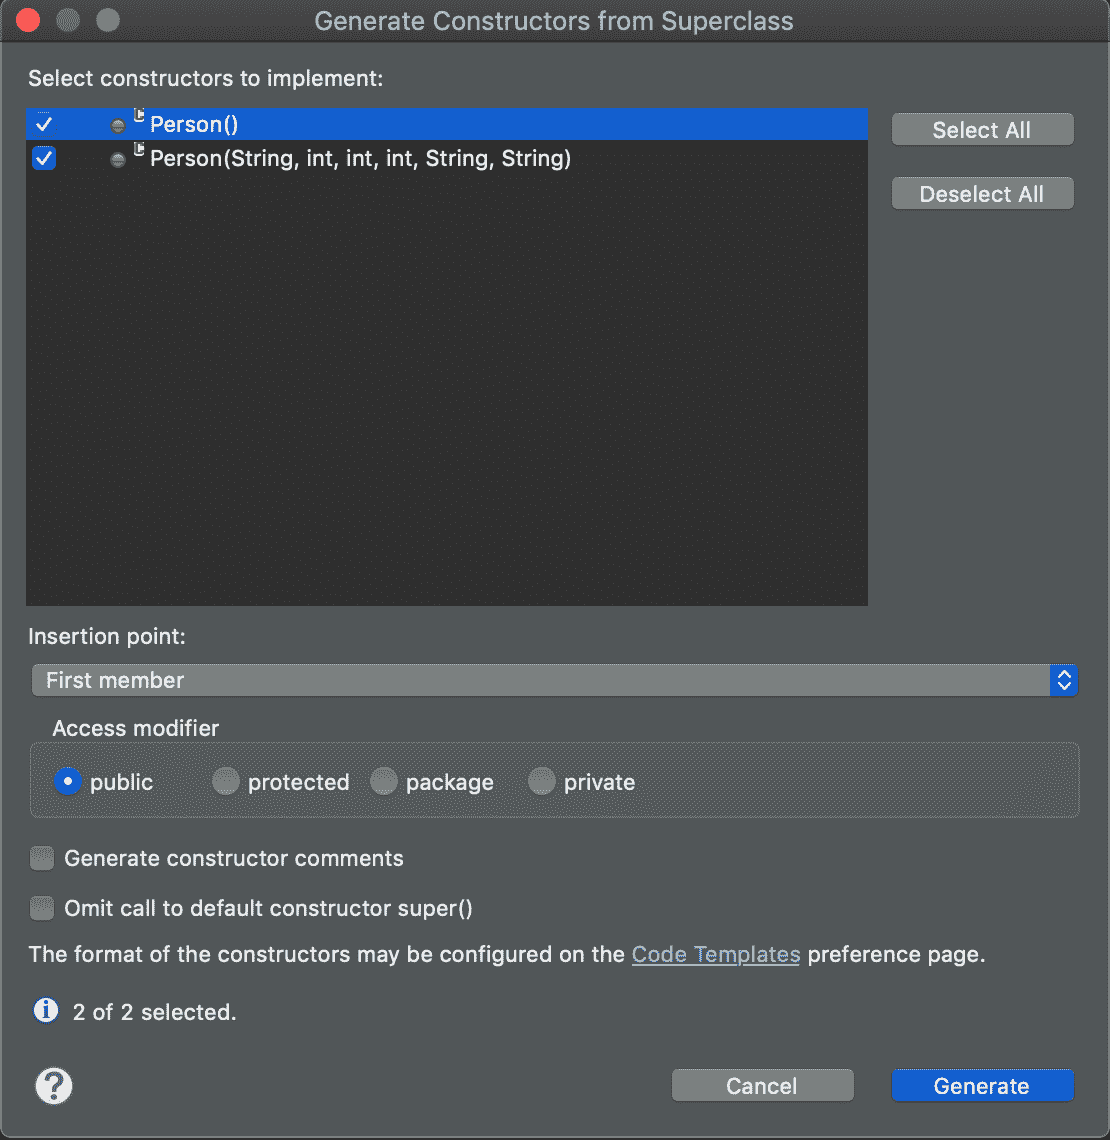 Generate Constructors from Superclass
Select constructors to implement:
Person()
Person(String, int, int, int, String, String)
Select All
Deselect All
Insertion point:
First member
Access modifier
public protected package private
Generate constructor comments
Omit call to default constructor super()
The format of the constructors may be configured on the Code Templates preference page.
2 of 2 selected.
Cancel Generate